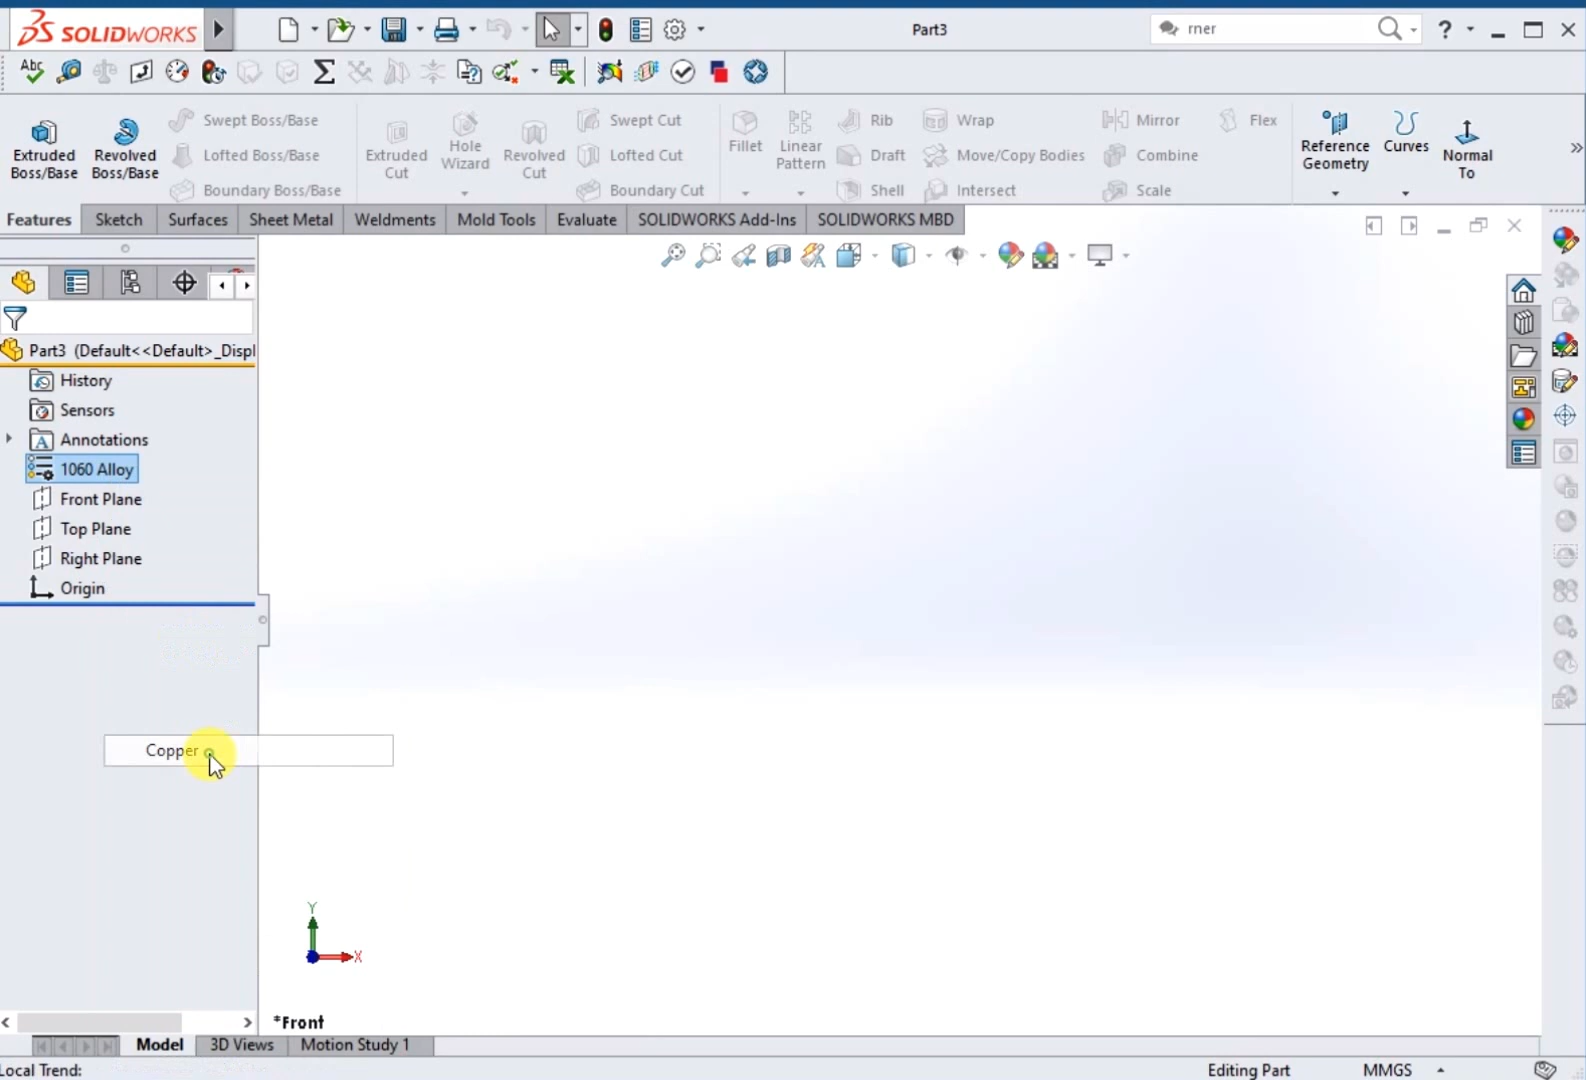 SOLIDWORKS
Part3
rner
?
Abc
Extruded Boss/Base
Revolved Boss/Base
Swept Boss/Base
Lofted Boss/Base
Boundary Boss/Base
Extruded Cut
Hole Wizard
Revolved Cut
Swept Cut
Lofted Cut
Boundary Cut
Fillet
Linear Pattern
Rib
Draft
Shell
Wrap
Move/Copy Bodies
Intersect
Mirror
Combine
Scale
Flex
Reference Geometry
Curves
Normal To
Features
Sketch
Surfaces
Sheet Metal
Weldments
Mold Tools
Evaluate
SOLIDWORKS Add-Ins
SOLIDWORKS MBD
Part3 (Default<<Default>_Displ
History
Sensors
Annotations
1060 Alloy
Front Plane
Top Plane
Right Plane
Origin
Copper
Y
X
*Front
Model
3D Views
Motion Study 1
Local Trend:
Editing Part
MMGS